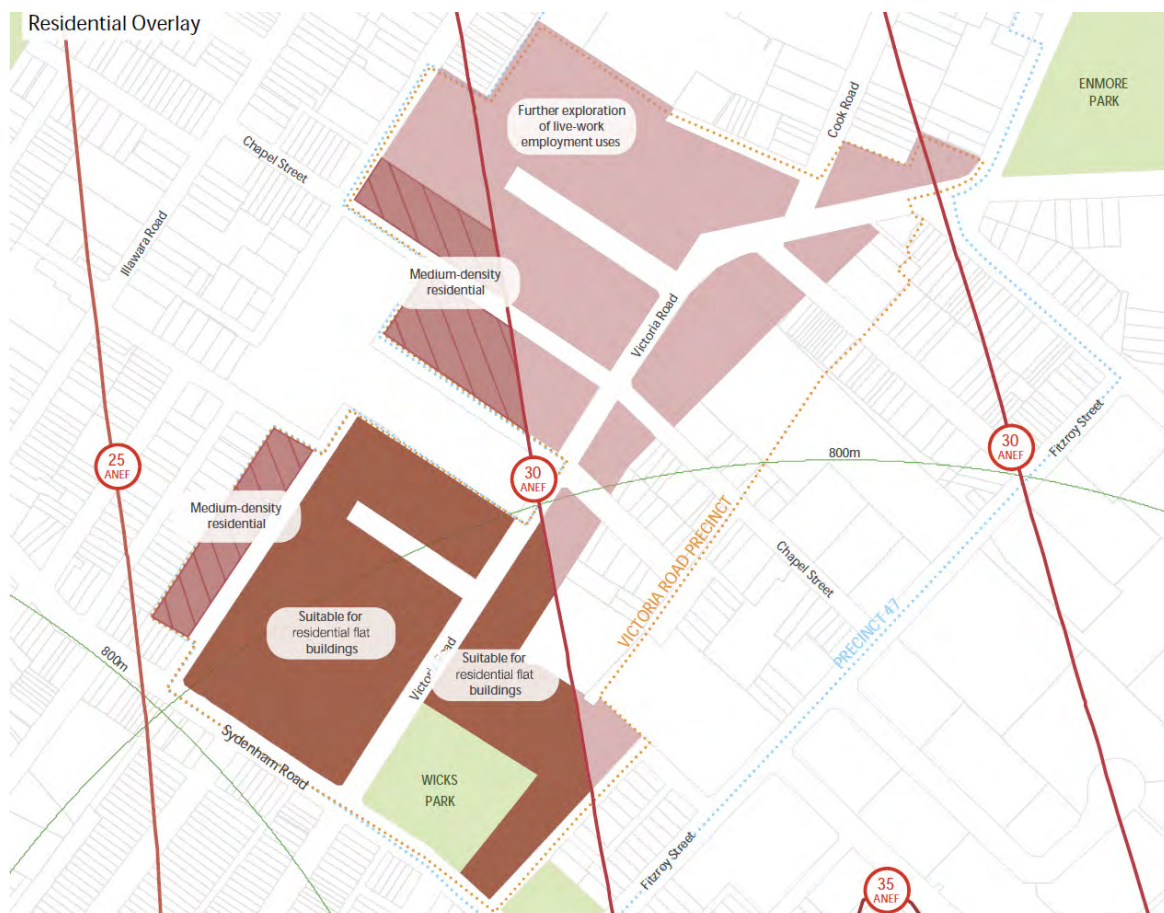 Residential Overlay
ENMORE
PARK
Cook Road
Further exploration
of live-work
employment uses
Chapel Street
Illawara Road
Medium-density
residential
Victoria Road
Fitzroy Street
25
ANEF
30
ANEF
800m
30
ANEF
Medium-density
residential
VICTORIA ROAD PRECINCT
Chapel Street
PRECINCT 47
Suitable for
residential flat
buildings
Victoria Road
Suitable for
residential flat
buildings
800m
Sydenham Road
WICKS
PARK
Fitzroy Street
35
ANEF